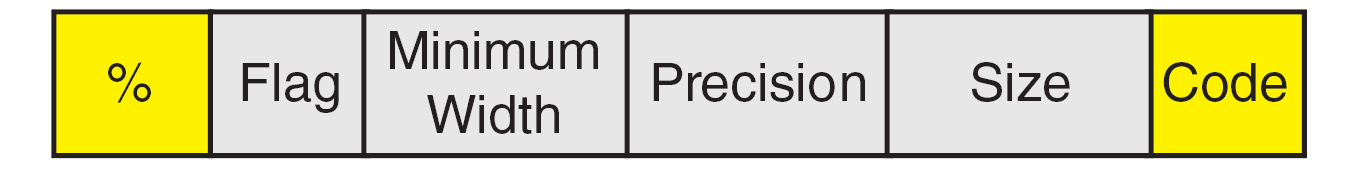 %
Flag
Minimum
Width
Precision
Size
Code